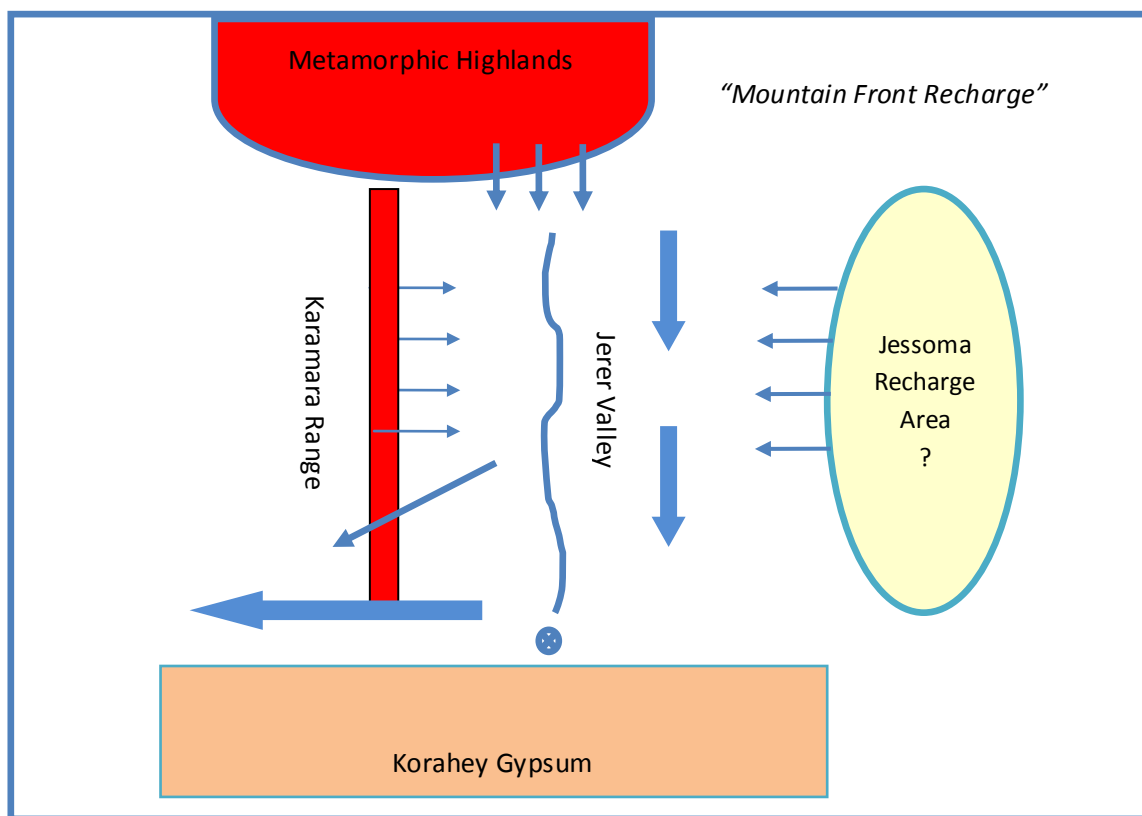 Metamorphic Highlands
“Mountain Front Recharge”
Karamara Range
Jerer Valley
Jessoma
Recharge
Area
?
Korahey Gypsum